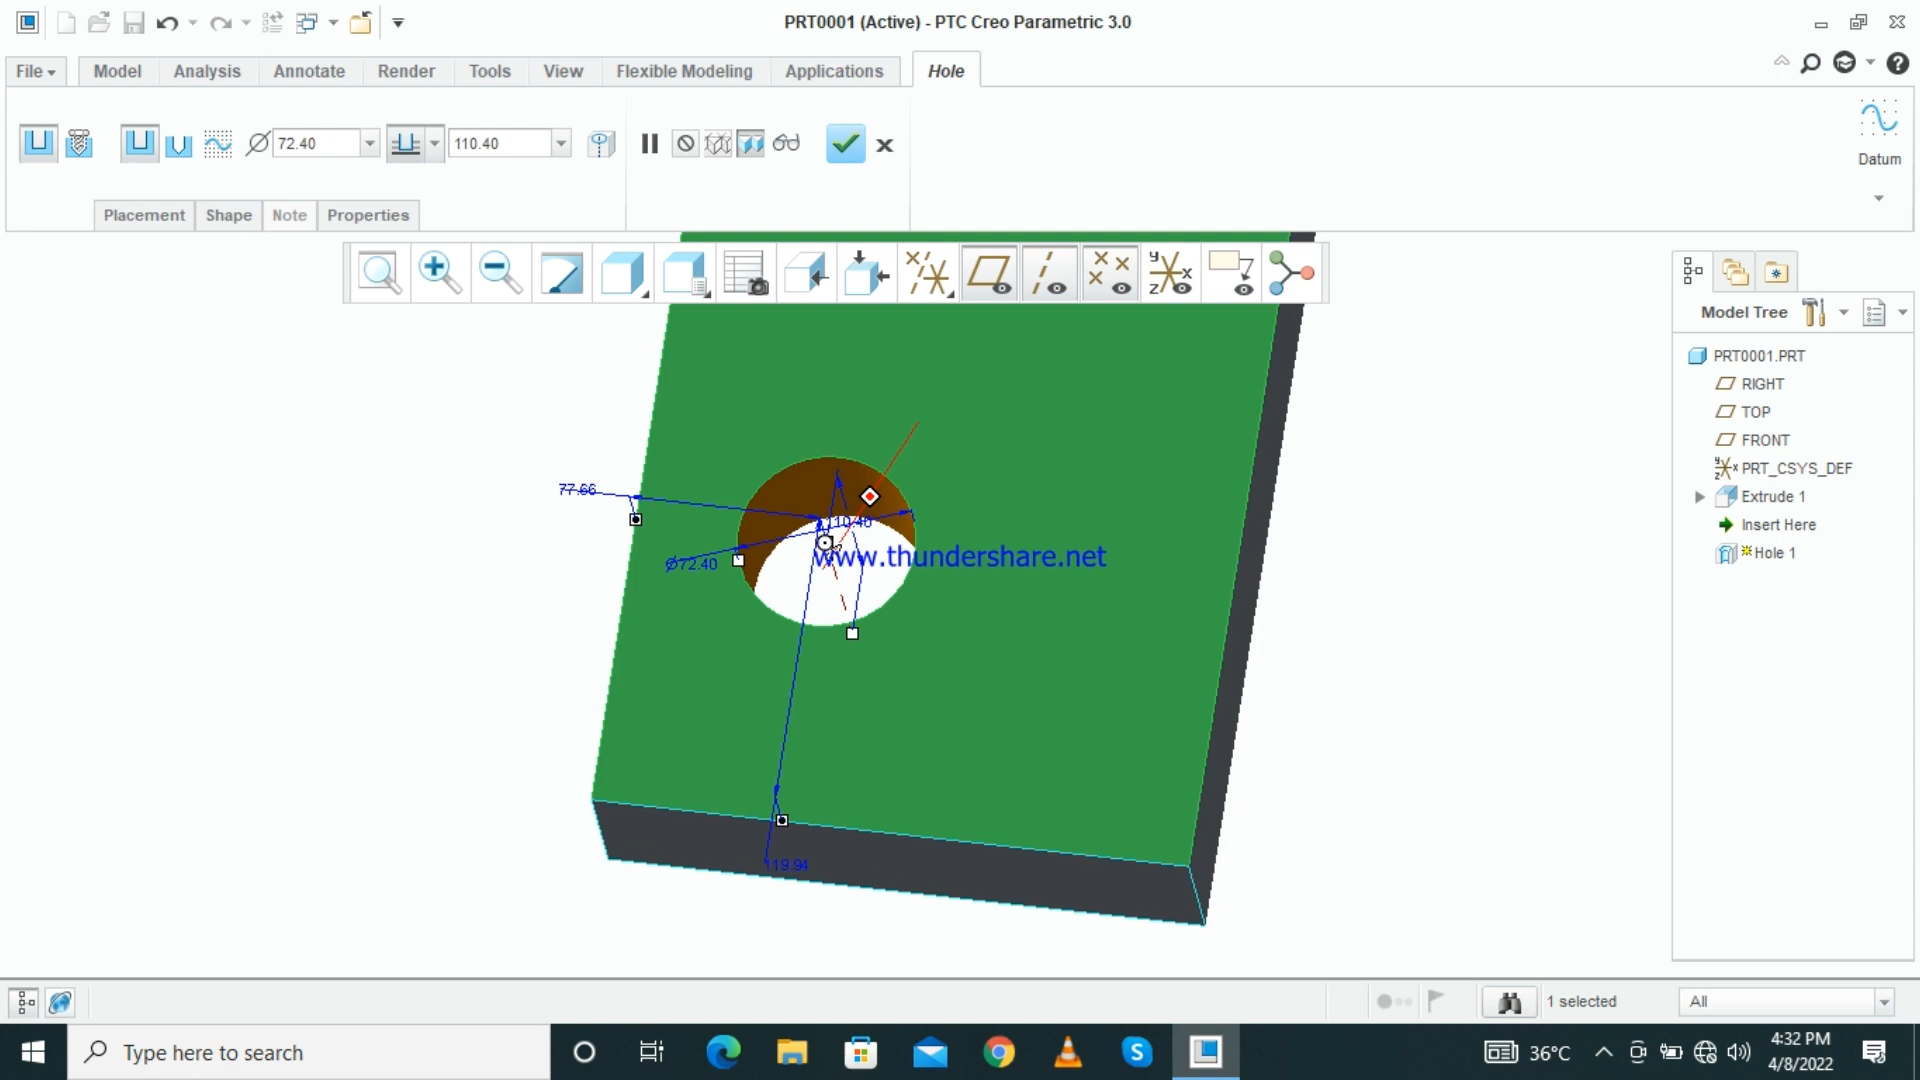 PRT0001 (Active) - PTC Creo Parametric 3.0
File Model Analysis Annotate Render Tools View Flexible Modeling Applications Hole
72.40 110.40
Datum
Placement Shape Note Properties
Model Tree
PRT0001.PRT
RIGHT
TOP
FRONT
PRT_CSYS_DEF
Extrude 1
Insert Here
Hole 1
77.66
110.40
www.thundershare.net
Ø72.40
119.94
1 selected
All
Type here to search
36°C
4:32 PM
4/8/2022